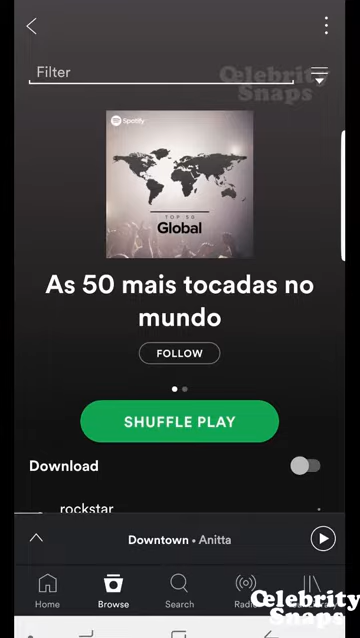 Filter
Celebrity
Snaps
Spotify
TOP 50
Global
As 50 mais tocadas no
mundo
FOLLOW
SHUFFLE PLAY
Download
rockstar
Downtown • Anitta
Home
Browse
Search
Radio
Celebrity
Snaps